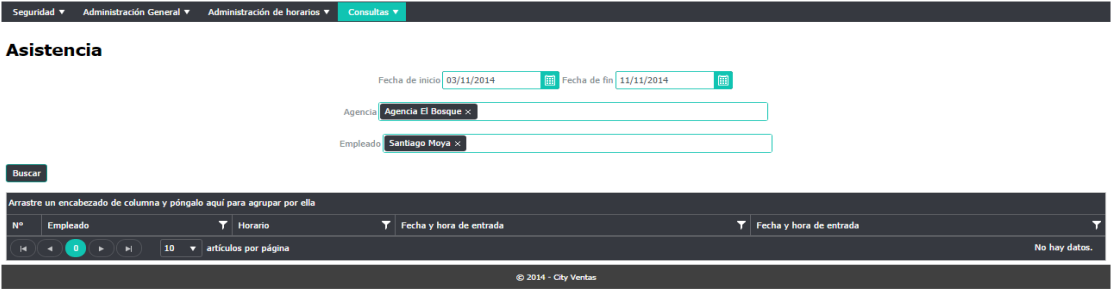 Seguridad ▼ Administración General ▼ Administración de horarios ▼ Consultas ▼
Asistencia
Fecha de inicio 03/11/2014 Fecha de fin 11/11/2014
Agencia Agencia El Bosque ×
Empleado Santiago Moya ×
Buscar
Arrastre un encabezado de columna y póngalo aquí para agrupar por ella
Nº Empleado Horario Fecha y hora de entrada Fecha y hora de entrada
0 10 ▼ artículos por página No hay datos.
© 2014 - City Ventas